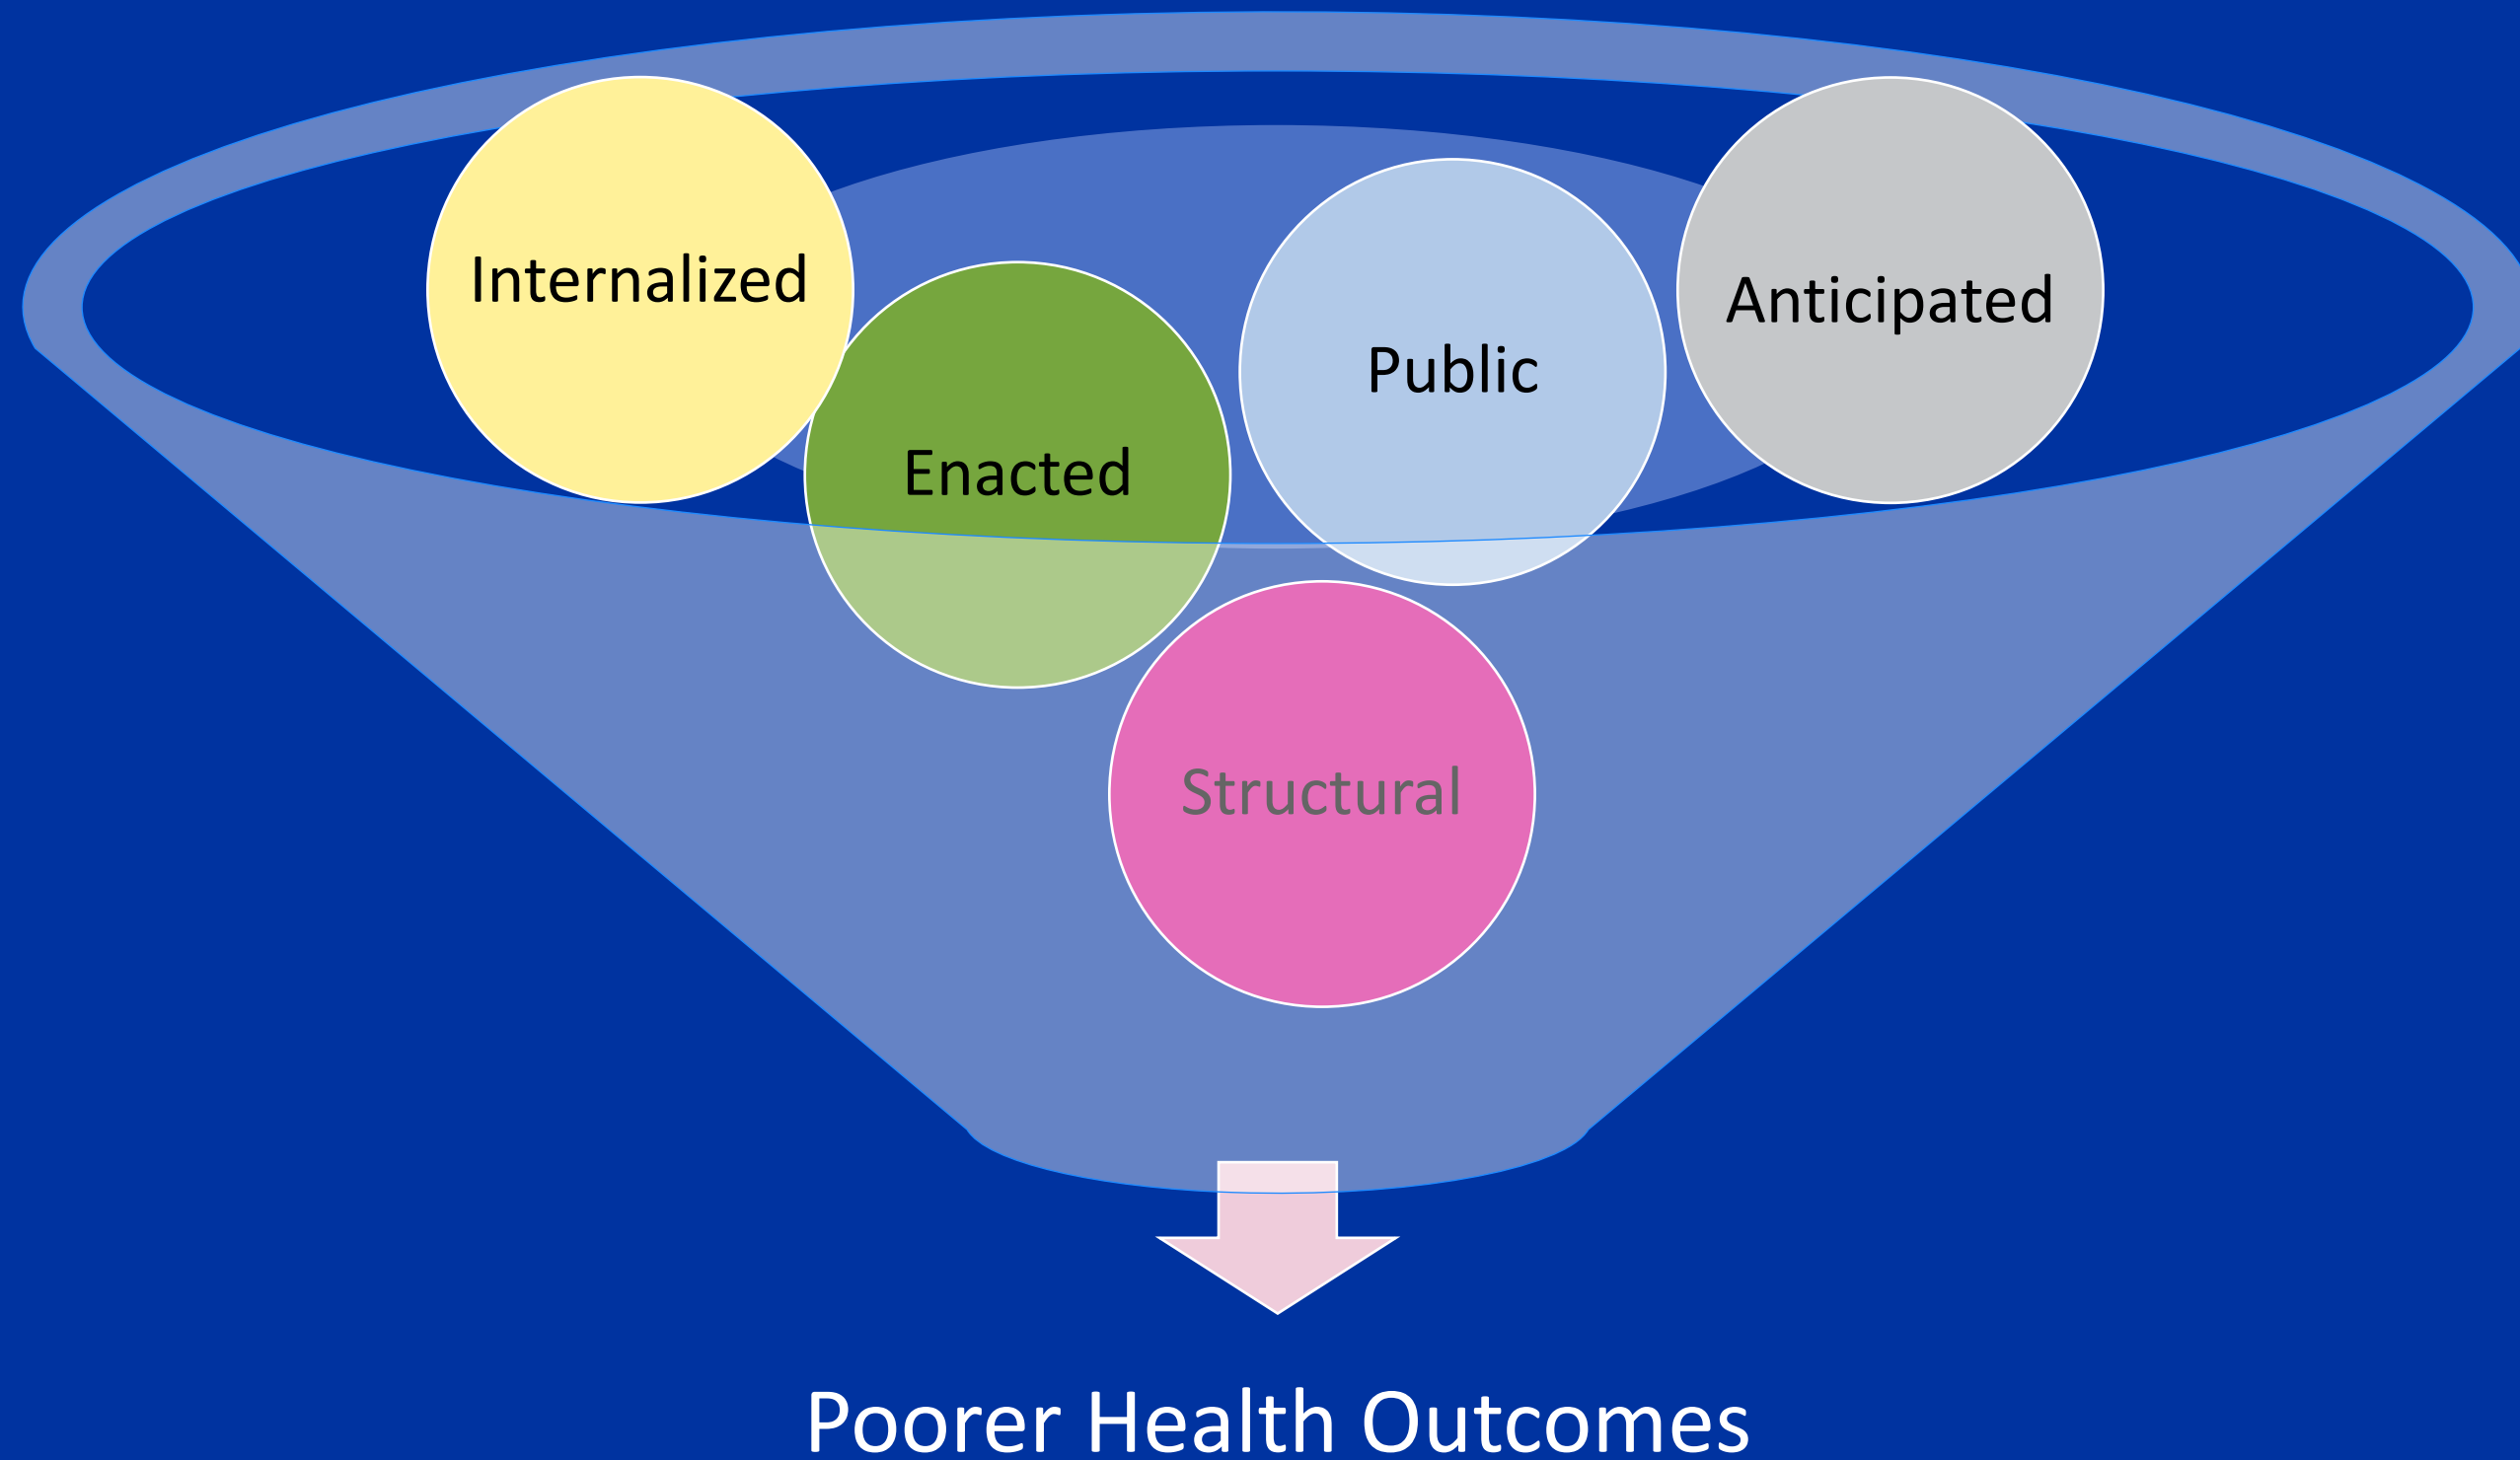 Internalized
Anticipated
Public
Enacted
Structural
Poorer Health Outcomes